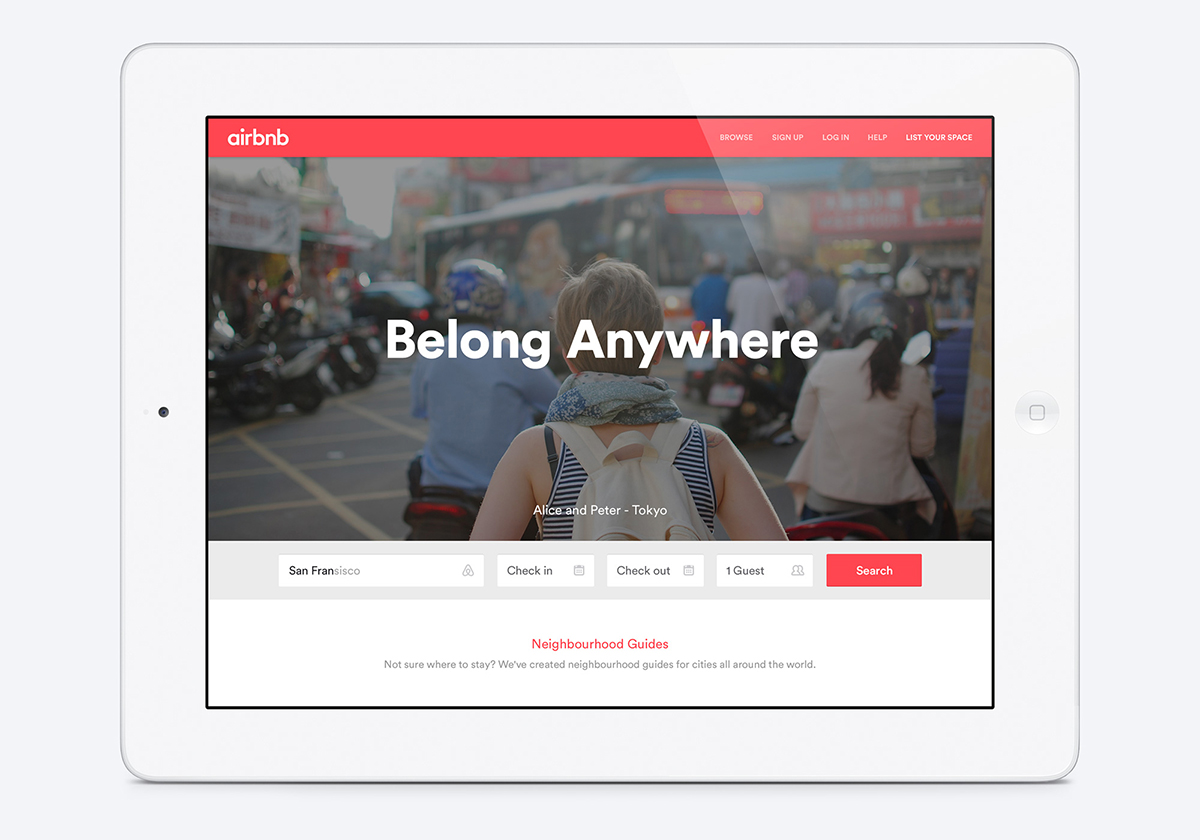 airbnb
BROWSE SIGN UP LOG IN HELP LIST YOUR SPACE
Belong Anywhere
Alice and Peter - Tokyo
San Fransisco
Check in
Check out
1 Guest
Search
Neighbourhood Guides
Not sure where to stay? We've created neighbourhood guides for cities all around the world.